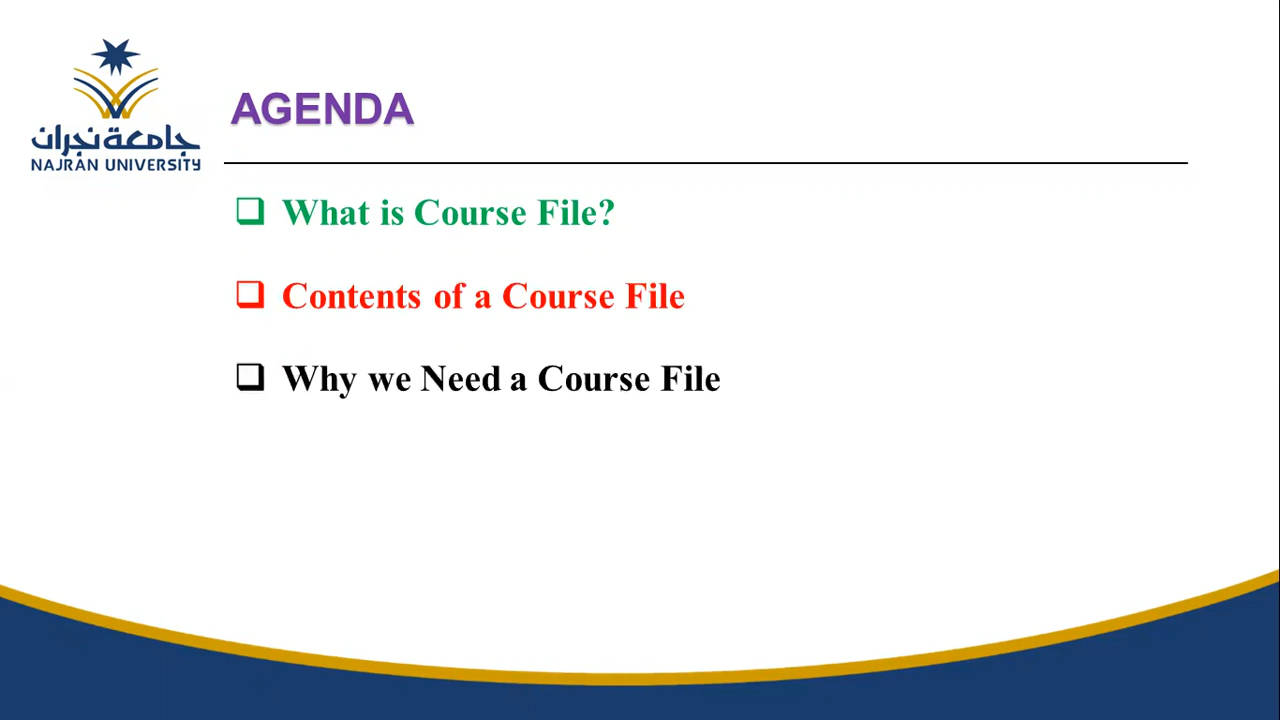 جامعة نجران
NAJRAN UNIVERSITY
AGENDA
What is Course File?
Contents of a Course File
Why we Need a Course File